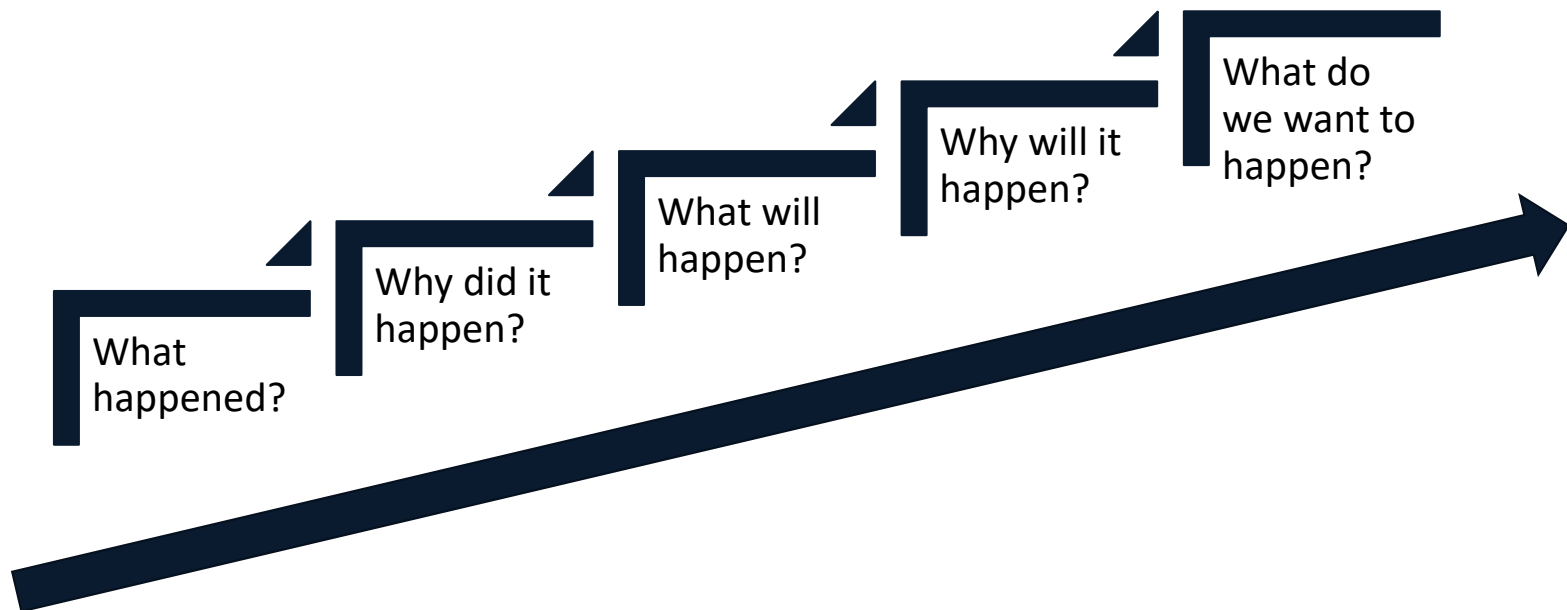 What
happened?
Why did it
happen?
What will
happen?
Why will it
happen?
What do
we want to
happen?